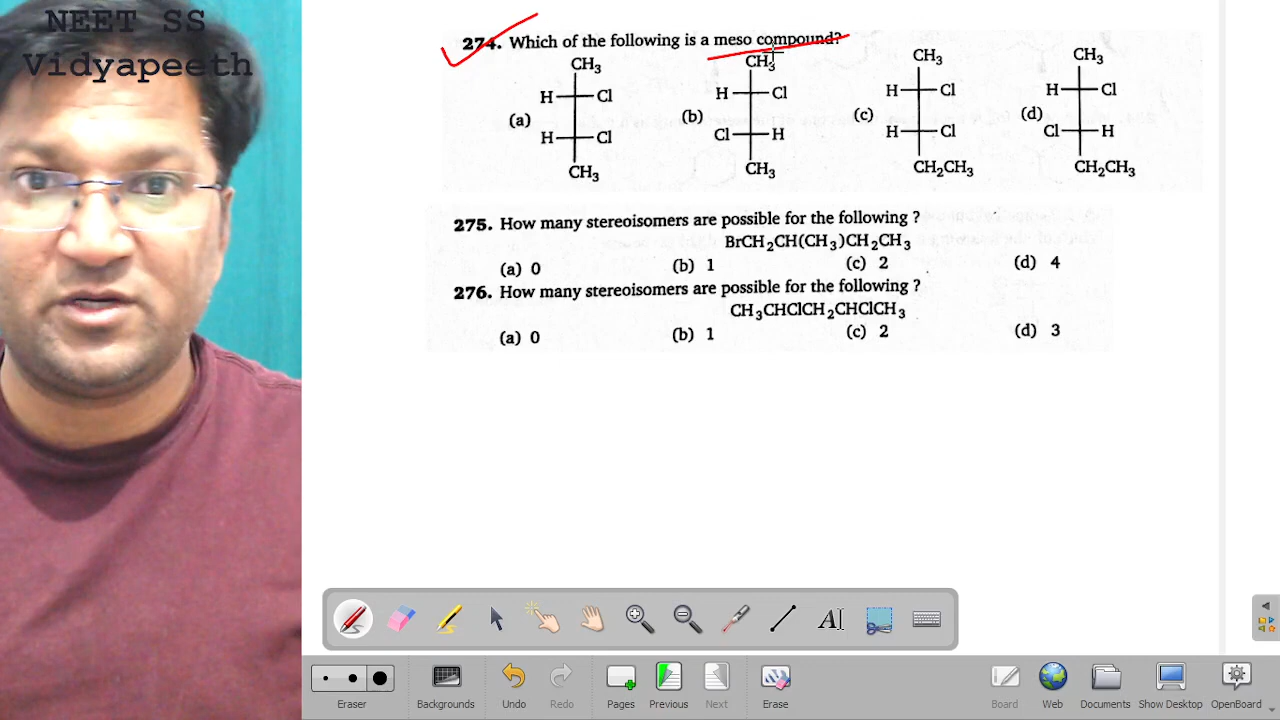 NEET SS
Vidyapeeth
274. Which of the following is a meso compound?
(a)
CH₃
H Cl
H Cl
CH₃
(b)
CH₃
H Cl
Cl H
CH₃
(c)
CH₃
H Cl
H Cl
CH₂CH₃
(d)
CH₃
H Cl
Cl H
CH₂CH₃
275. How many stereoisomers are possible for the following ?
BrCH₂CH(CH₃)CH₂CH₃
(a) 0 (b) 1 (c) 2 (d) 4
276. How many stereoisomers are possible for the following ?
CH₃CHClCH₂CHClCH₃
(a) 0 (b) 1 (c) 2 (d) 3
A
Eraser Backgrounds Undo Redo Pages Previous Next Erase Board Web Documents Show Desktop OpenBoard